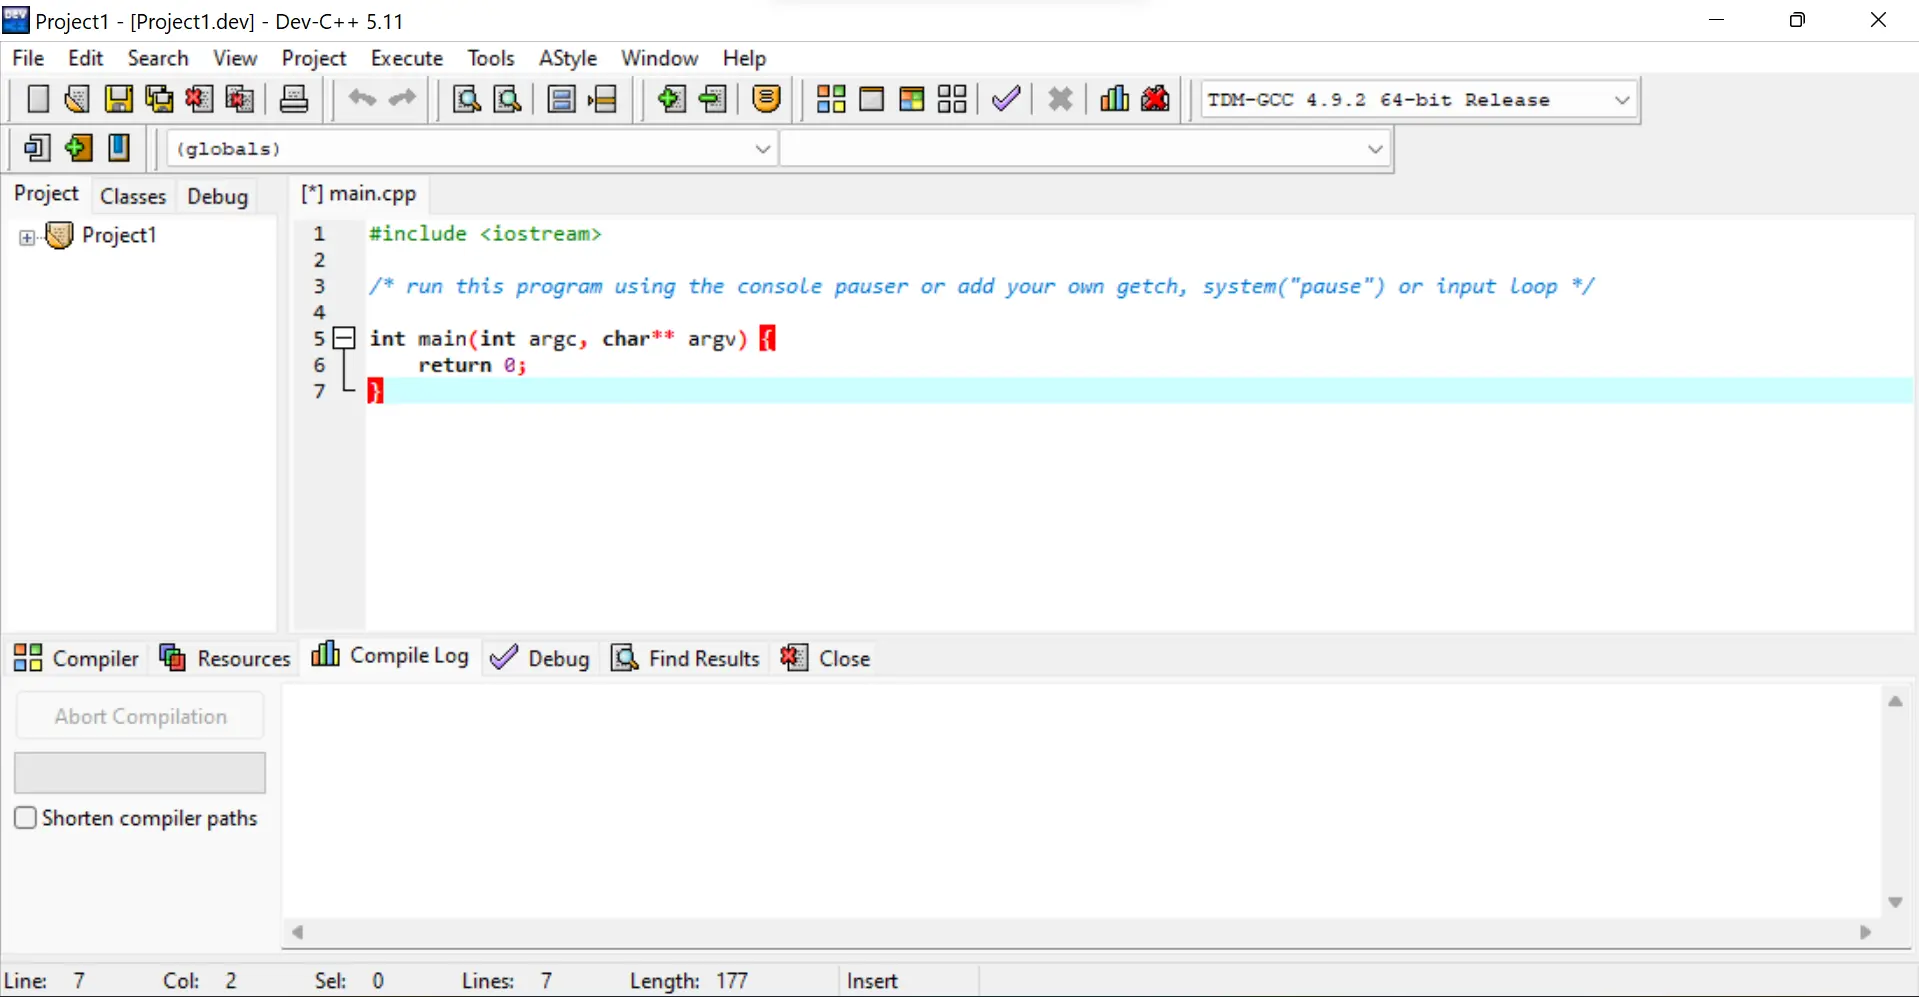 Project1 - [Project1.dev] - Dev-C++ 5.11
File Edit Search View Project Execute Tools AStyle Window Help
TDM-GCC 4.9.2 64-bit Release
(globals)
Project Classes Debug
[*] main.cpp
Project1
1 #include <iostream>
2
3 /* run this program using the console pauser or add your own getch, system("pause") or input loop */
4
5 int main(int argc, char** argv) {
6 return 0;
7 }
Compiler Resources Compile Log Debug Find Results Close
Abort Compilation
Shorten compiler paths
Line: 7 Col: 2 Sel: 0 Lines: 7 Length: 177 Insert